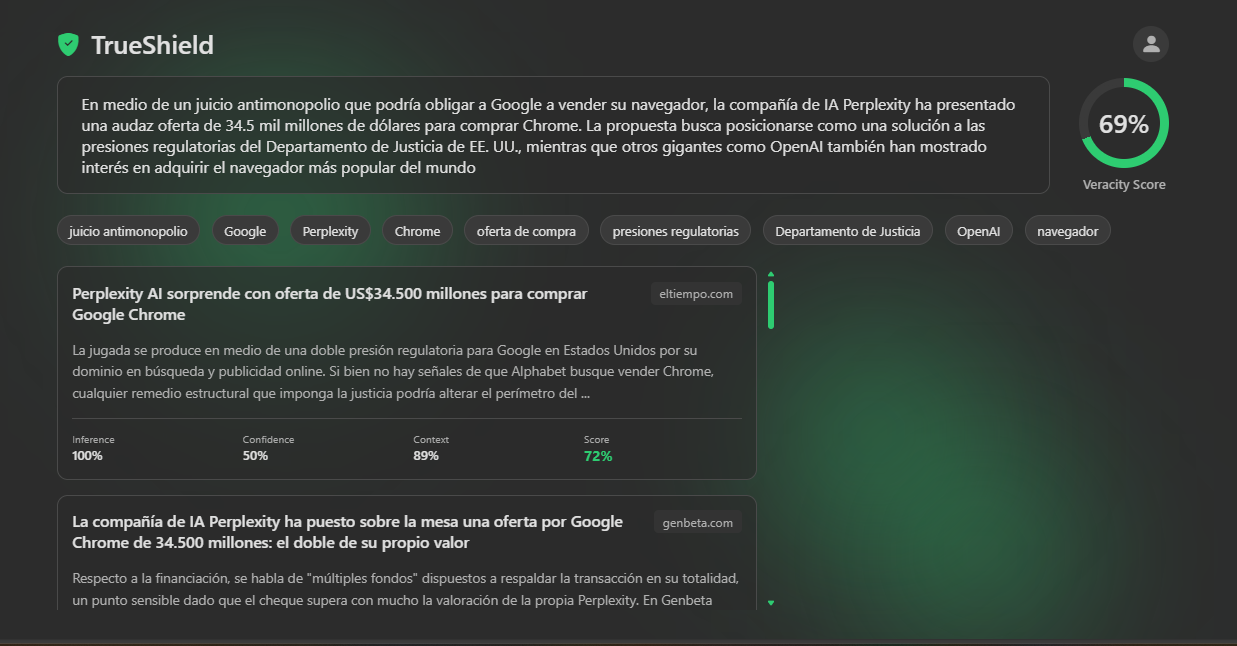 TrueShield
En medio de un juicio antimonopolio que podría obligar a Google a vender su navegador, la compañía de IA Perplexity ha presentado
una audaz oferta de 34.5 mil millones de dólares para comprar Chrome. La propuesta busca posicionarse como una solución a las
presiones regulatorias del Departamento de Justicia de EE. UU., mientras que otros gigantes como OpenAI también han mostrado
interés en adquirir el navegador más popular del mundo
69%
Veracity Score
juicio antimonopolio
Google
Perplexity
Chrome
oferta de compra
presiones regulatorias
Departamento de Justicia
OpenAI
navegador
Perplexity AI sorprende con oferta de US$34.500 millones para comprar
Google Chrome
eltiempo.com
La jugada se produce en medio de una doble presión regulatoria para Google en Estados Unidos por su
dominio en búsqueda y publicidad online. Si bien no hay señales de que Alphabet busque vender Chrome,
cualquier remedio estructural que imponga la justicia podría alterar el perímetro del ...
Inference
100%
Confidence
50%
Context
89%
Score
72%
La compañía de IA Perplexity ha puesto sobre la mesa una oferta por Google
Chrome de 34.500 millones: el doble de su propio valor
genbeta.com
Respecto a la financiación, se habla de "múltiples fondos" dispuestos a respaldar la transacción en su totalidad,
un punto sensible dado que el cheque supera con mucho la valoración de la propia Perplexity. En Genbeta